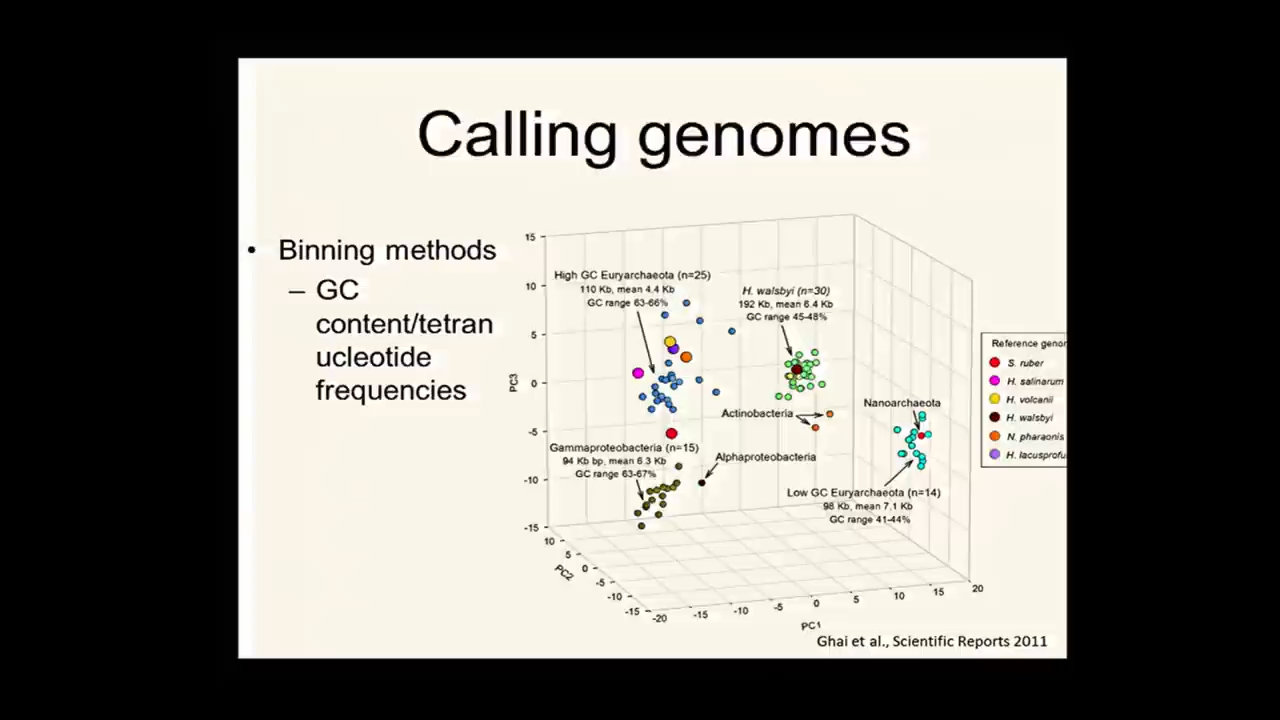 Calling genomes
• Binning methods
– GC
content/tetran
ucleotide
frequencies
High GC Euryarchaeota (n=25)
110 Kb, mean 4.4 Kb
GC range 63-66%
H. walsbyi (n=30)
192 Kb, mean 6.4 Kb
GC range 45-48%
Actinobacteria
Nanoarchaeota
Gammaproteobacteria (n=15)
94 Kb bp, mean 6.3 Kb
GC range 63-67%
Alphaproteobacteria
Low GC Euryarchaeota (n=14)
98 Kb, mean 7.1 Kb
GC range 41-44%
Reference genor
S. ruber
H. salinarum
H. volcanii
H. walsbyi
N. pharaonis
H. lacusprofu
PC3
15
10
5
0
-5
-10
-15
PC2
10
5
0
-5
-10
-15
PC1
-20
-15
-10
-5
0
5
10
15
20
Ghai et al., Scientific Reports 2011